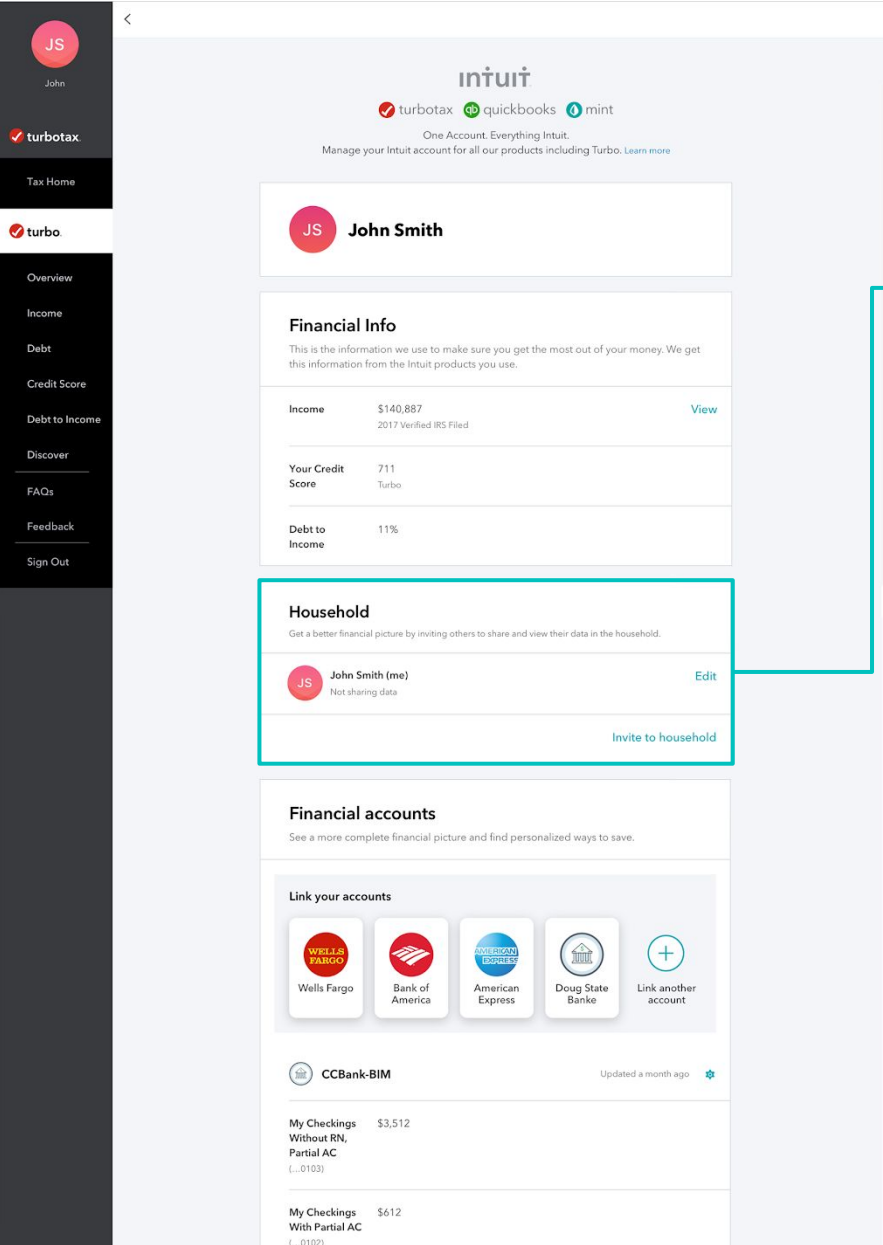 JS
John
turbotax
Tax Home
turbo
Overview
Income
Debt
Credit Score
Debt to Income
Discover
FAQs
Feedback
Sign Out
intuit
turbotax qb quickbooks mint
One Account. Everything Intuit.
Manage your Intuit account for all our products including Turbo. Learn more
JS John Smith
Financial Info
This is the information we use to make sure you get the most out of your money. We get
this information from the Intuit products you use.
Income $140,887 View
2017 Verified IRS Filed
Your Credit 711
Score Turbo
Debt to 11%
Income
Household
Get a better financial picture by inviting others to share and view their data in the household.
JS John Smith (me) Edit
Not sharing data
Invite to household
Financial accounts
See a more complete financial picture and find personalized ways to save.
Link your accounts
WELLS
FARGO
AMERICAN
EXPRESS
Wells Fargo Bank of American Doug State Link another
America Express Banke account
CCBank-BIM Updated a month ago
My Checkings $3,512
Without RN,
Partial AC
(...0103)
My Checkings $612
With Partial AC
(...0102)